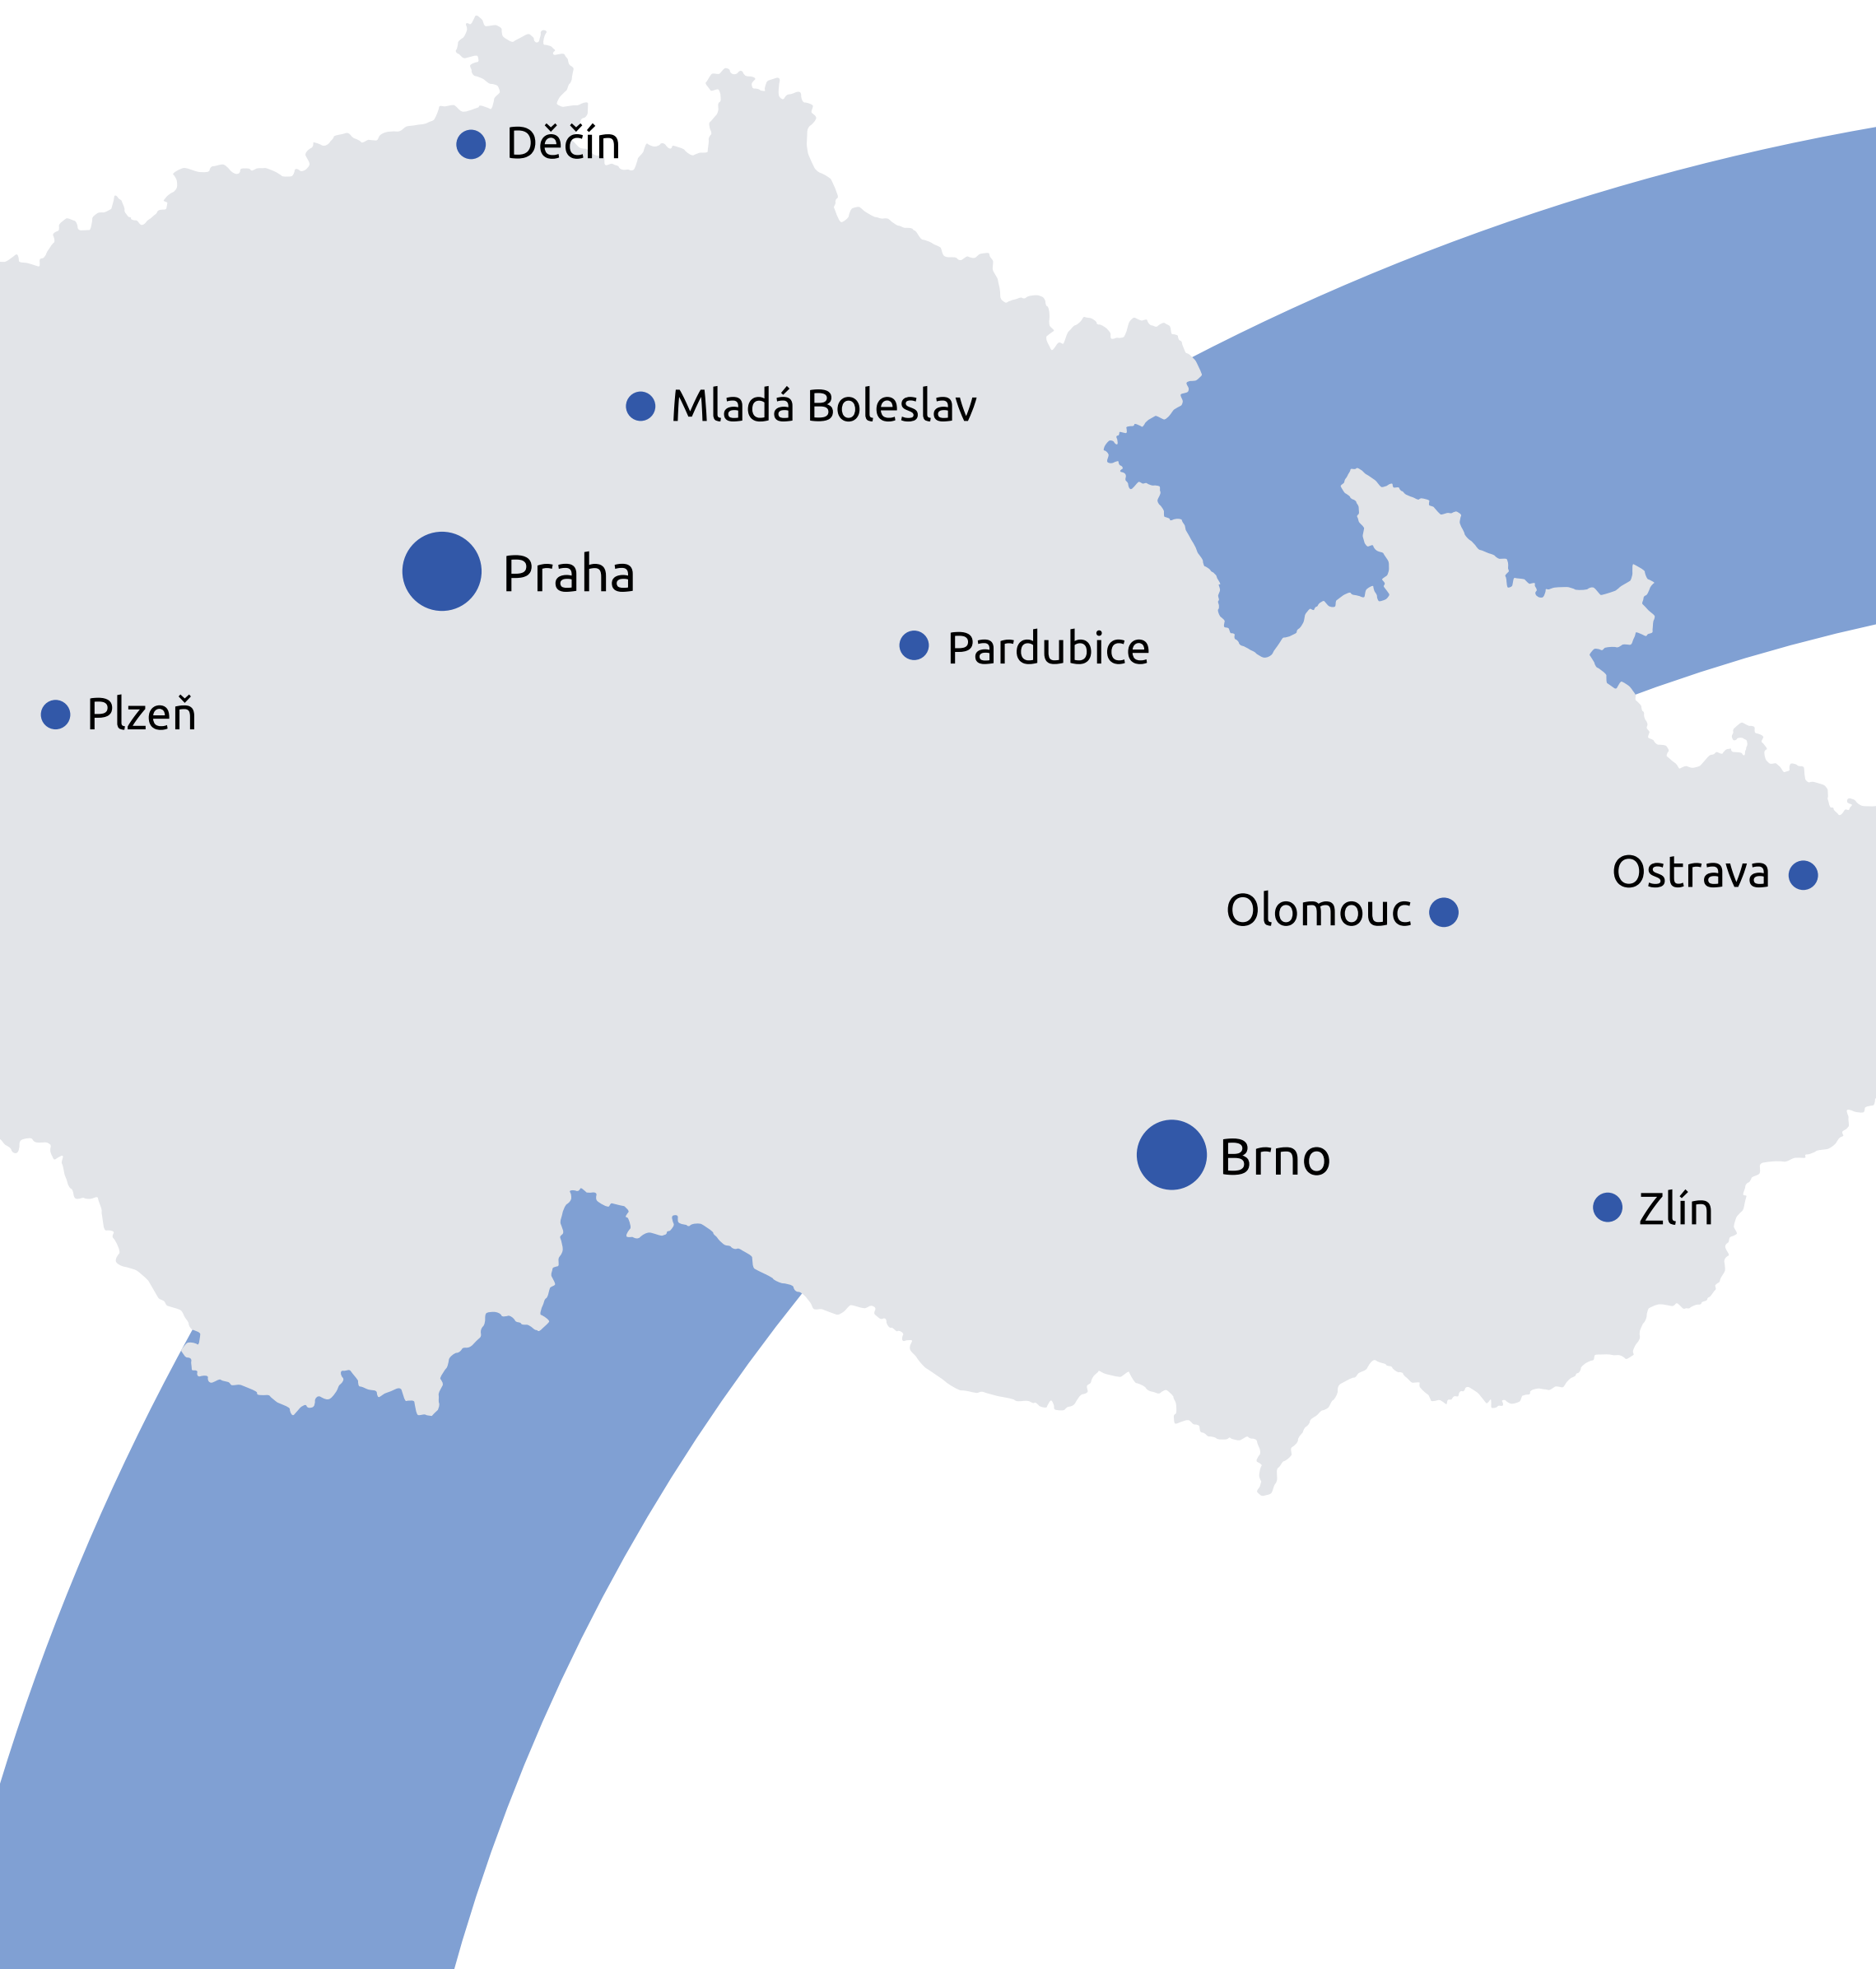 Děčín
Mladá Boleslav
Praha
Pardubice
Plzeň
Ostrava
Olomouc
Brno
Zlín